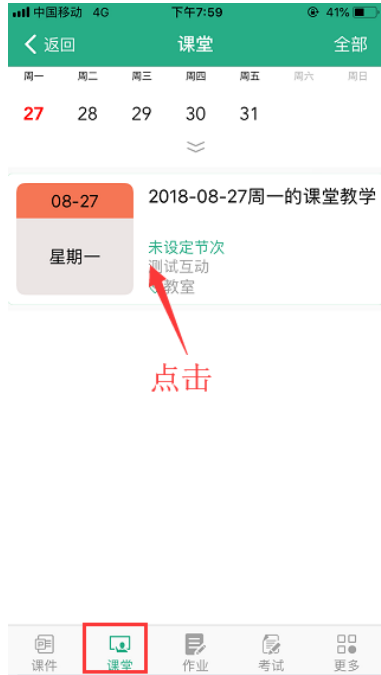 中国移动 4G 下午7:59 41%
返回 课堂 全部
周一 周二 周三 周四 周五 周六 周日
27 28 29 30 31
08-27
星期一
2018-08-27周一的课堂教学
未设定节次
测试互动
教室
点击
课件 课堂 作业 考试 更多